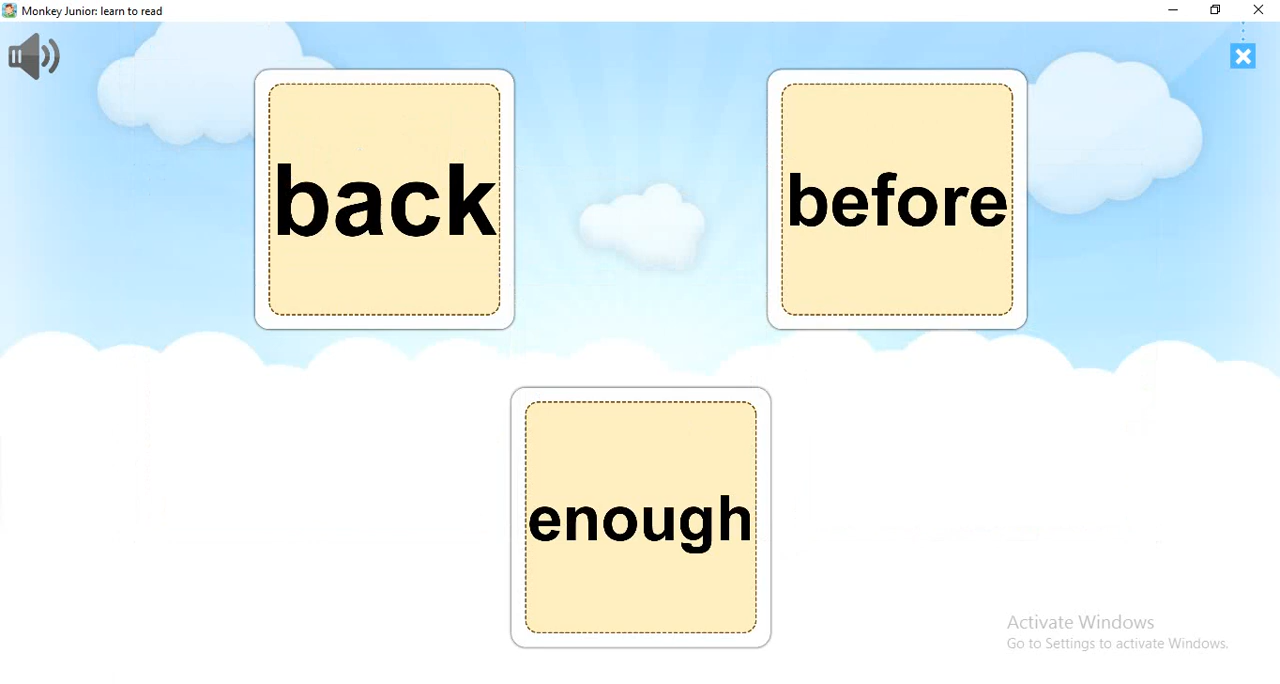 Monkey Junior: learn to read
back
before
enough
Activate Windows
Go to Settings to activate Windows.